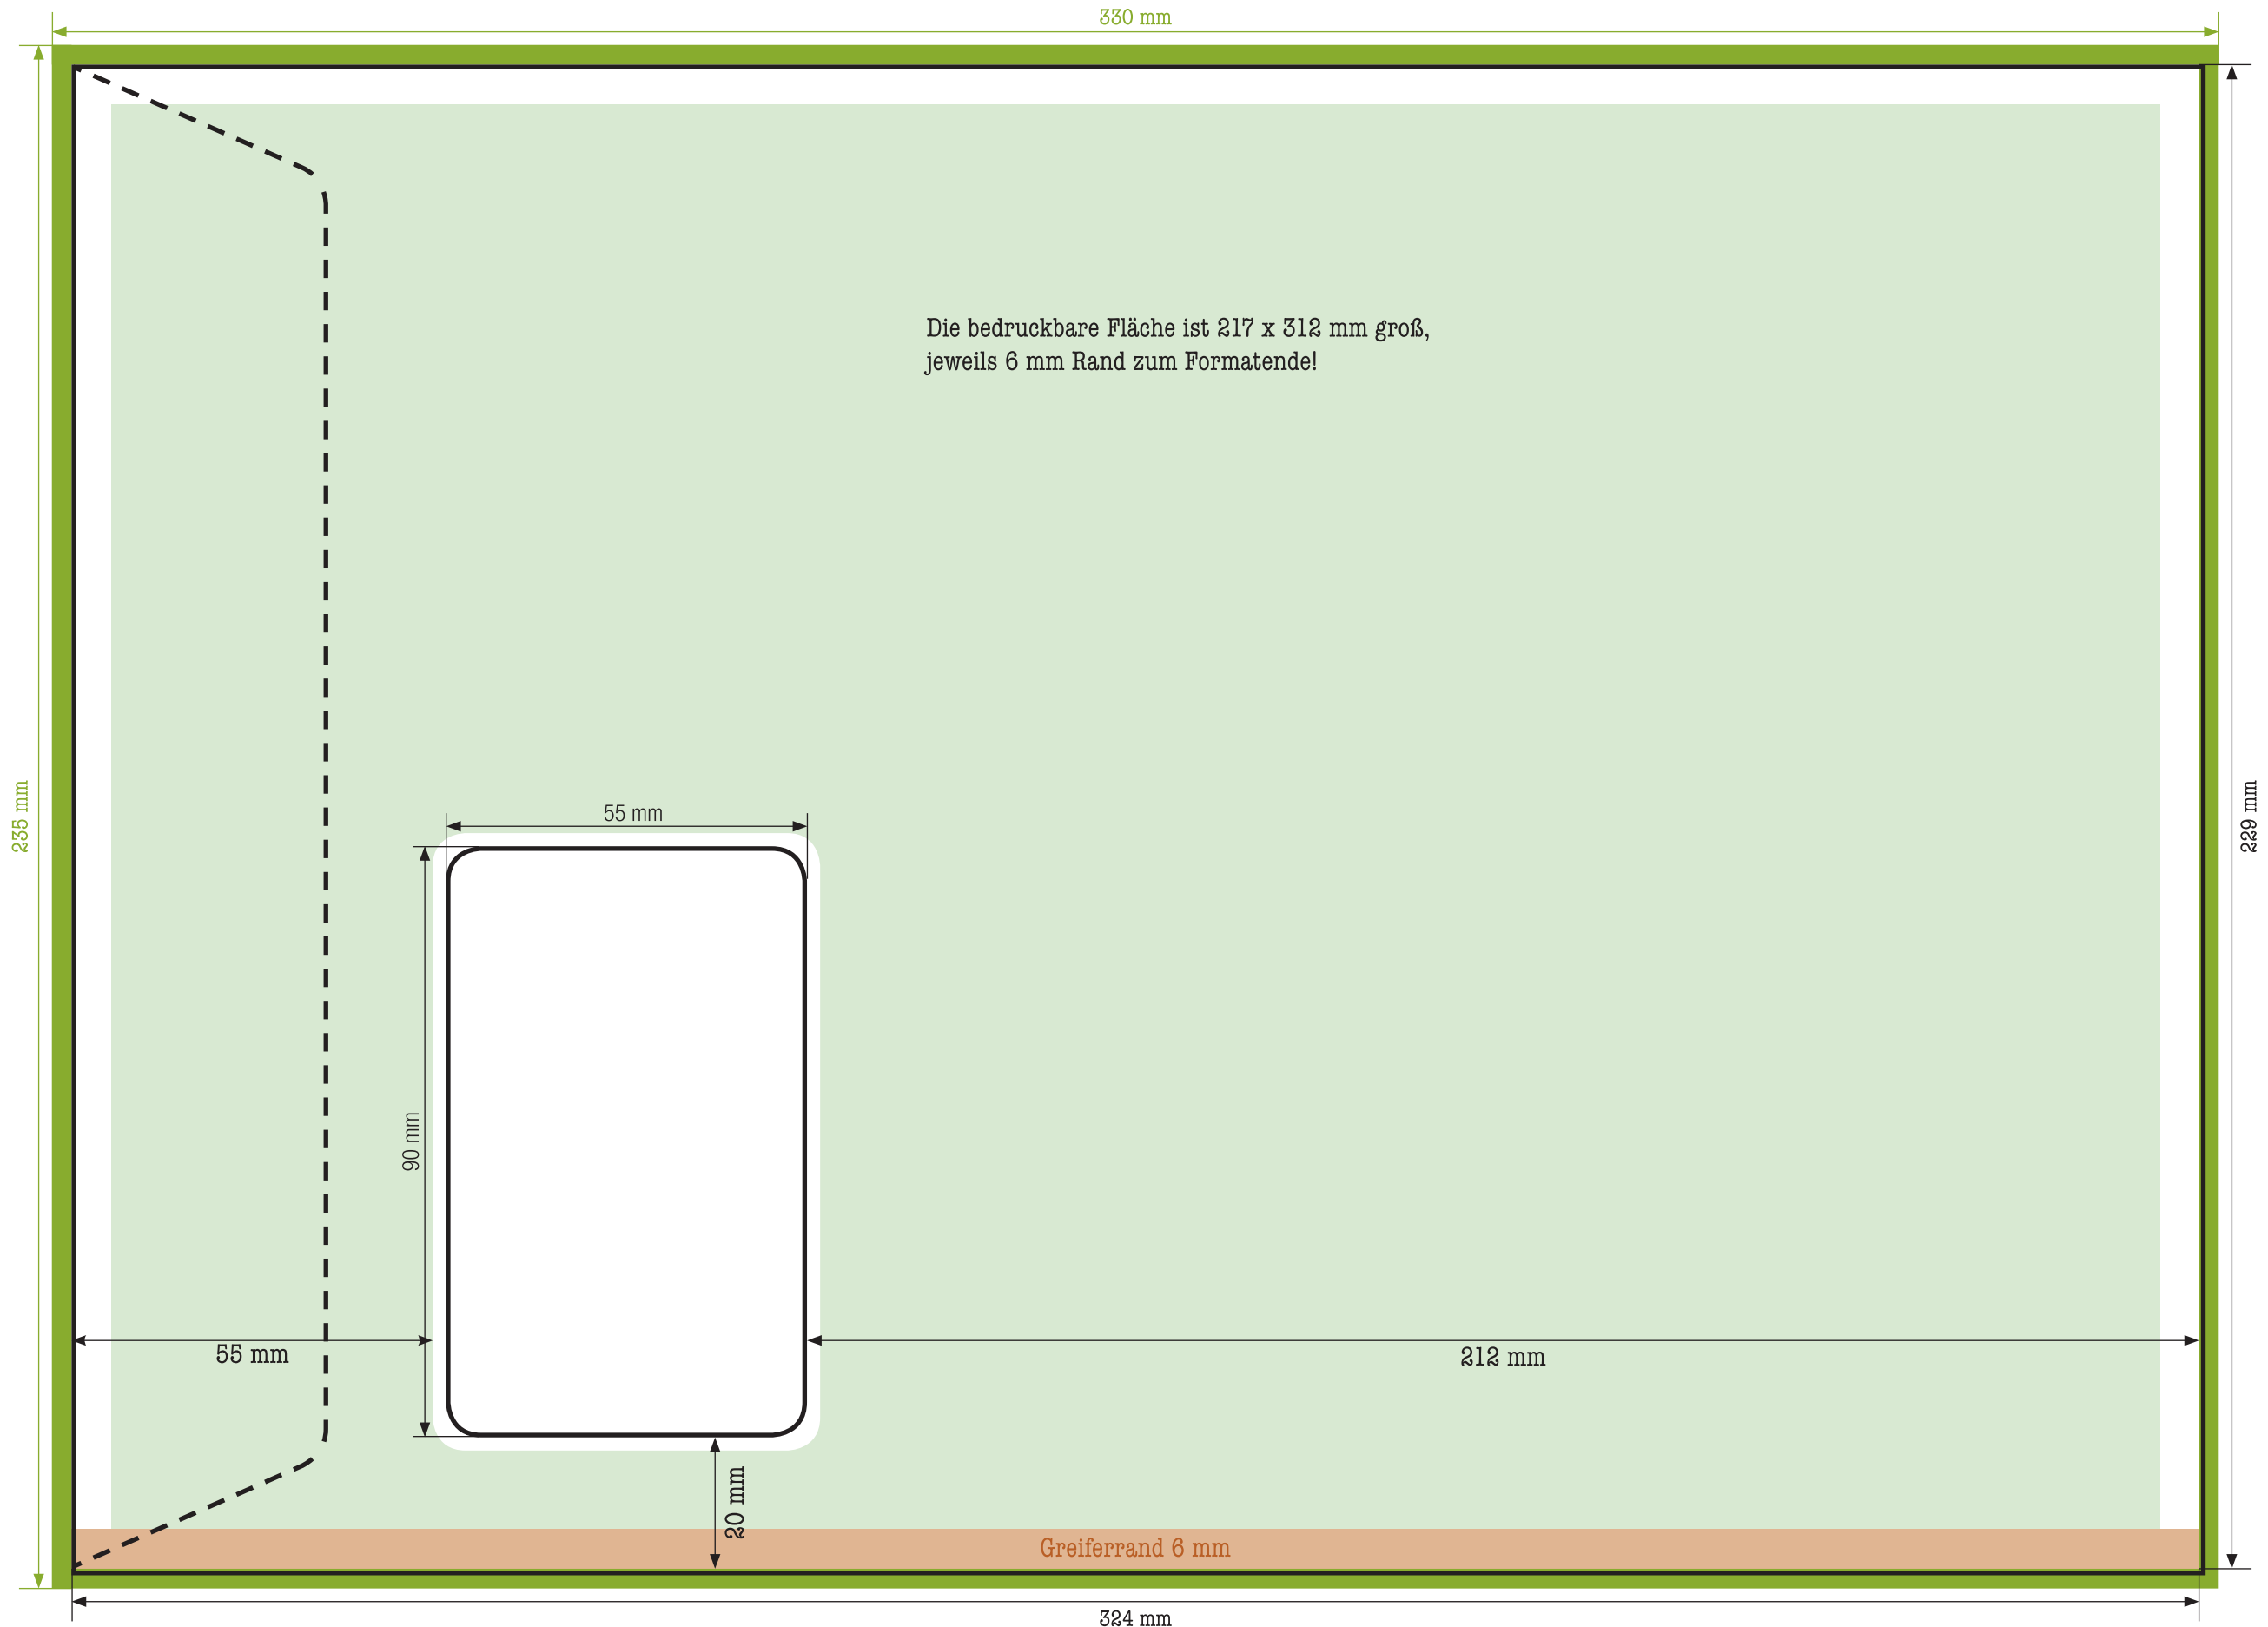 330 mm
Die bedruckbare Fläche ist 217 x 312 mm groß,
jeweils 6 mm Rand zum Formatende!
235 mm
229 mm
55 mm
90 mm
55 mm
212 mm
20 mm
Greiferrand 6 mm
324 mm